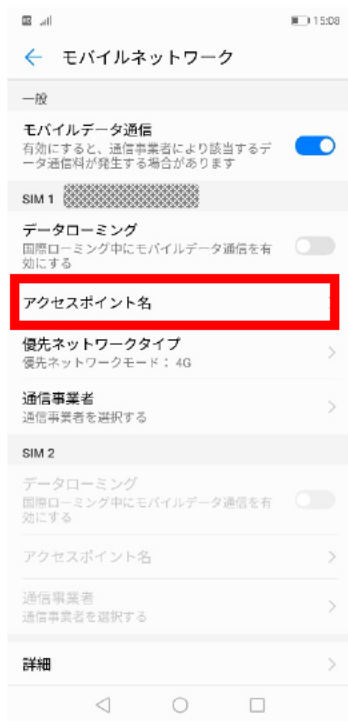 15:08
モバイルネットワーク
一般
モバイルデータ通信
有効にすると、通信事業者により該当するデ
ータ通信料が発生する場合があります
SIM 1
データローミング
国際ローミング中にモバイルデータ通信を有
効にする
アクセスポイント名
優先ネットワークタイプ
優先ネットワークモード： 4G
通信事業者
通信事業者を選択する
SIM 2
データローミング
国際ローミング中にモバイルデータ通信を有
効にする
アクセスポイント名
通信事業者
通信事業者を選択する
詳細